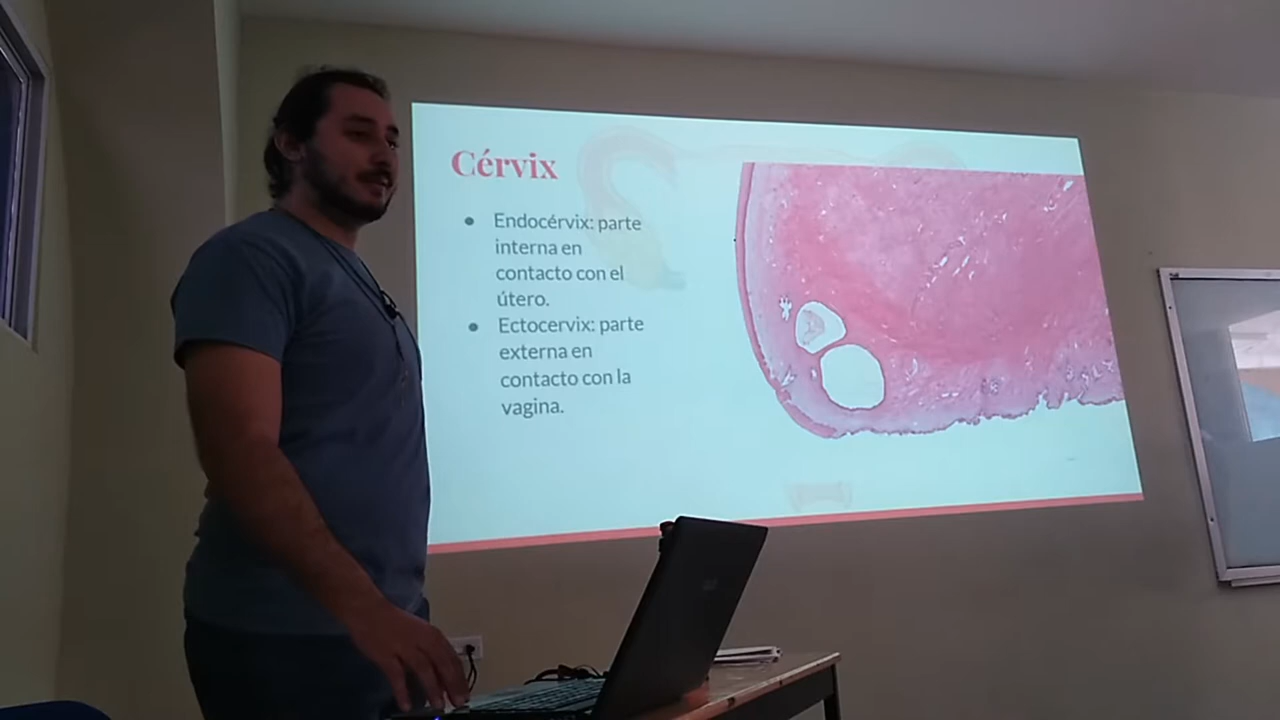 Cérvix
● Endocérvix: parte
interna en
contacto con el
útero.
● Ectocervix: parte
externa en
contacto con la
vagina.